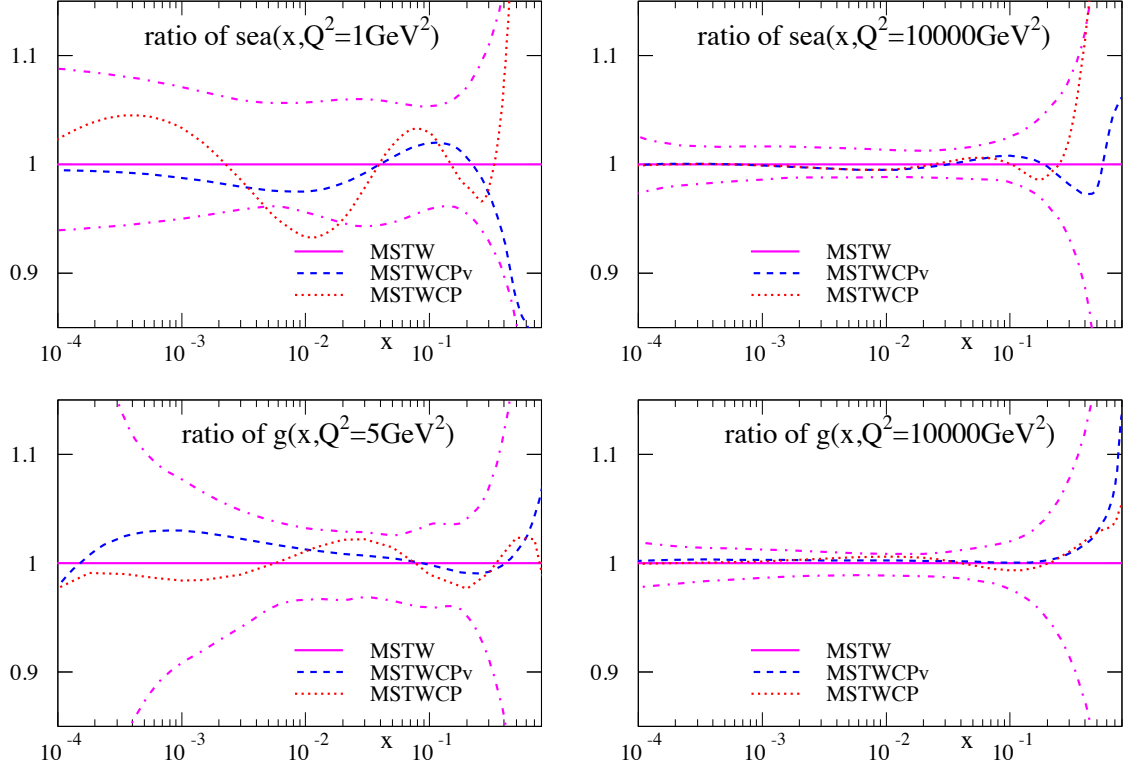 ratio of sea(x,Q²=1GeV²)
1.1
1
0.9
MSTW
MSTWCPv
MSTWCP
10⁻⁴ 10⁻³ 10⁻² 10⁻¹
x
ratio of sea(x,Q²=10000GeV²)
1.1
1
0.9
MSTW
MSTWCPv
MSTWCP
10⁻⁴ 10⁻³ 10⁻² 10⁻¹
x
ratio of g(x,Q²=5GeV²)
1.1
1
0.9
MSTW
MSTWCPv
MSTWCP
10⁻⁴ 10⁻³ 10⁻² 10⁻¹
x
ratio of g(x,Q²=10000GeV²)
1.1
1
0.9
MSTW
MSTWCPv
MSTWCP
10⁻⁴ 10⁻³ 10⁻² 10⁻¹
x